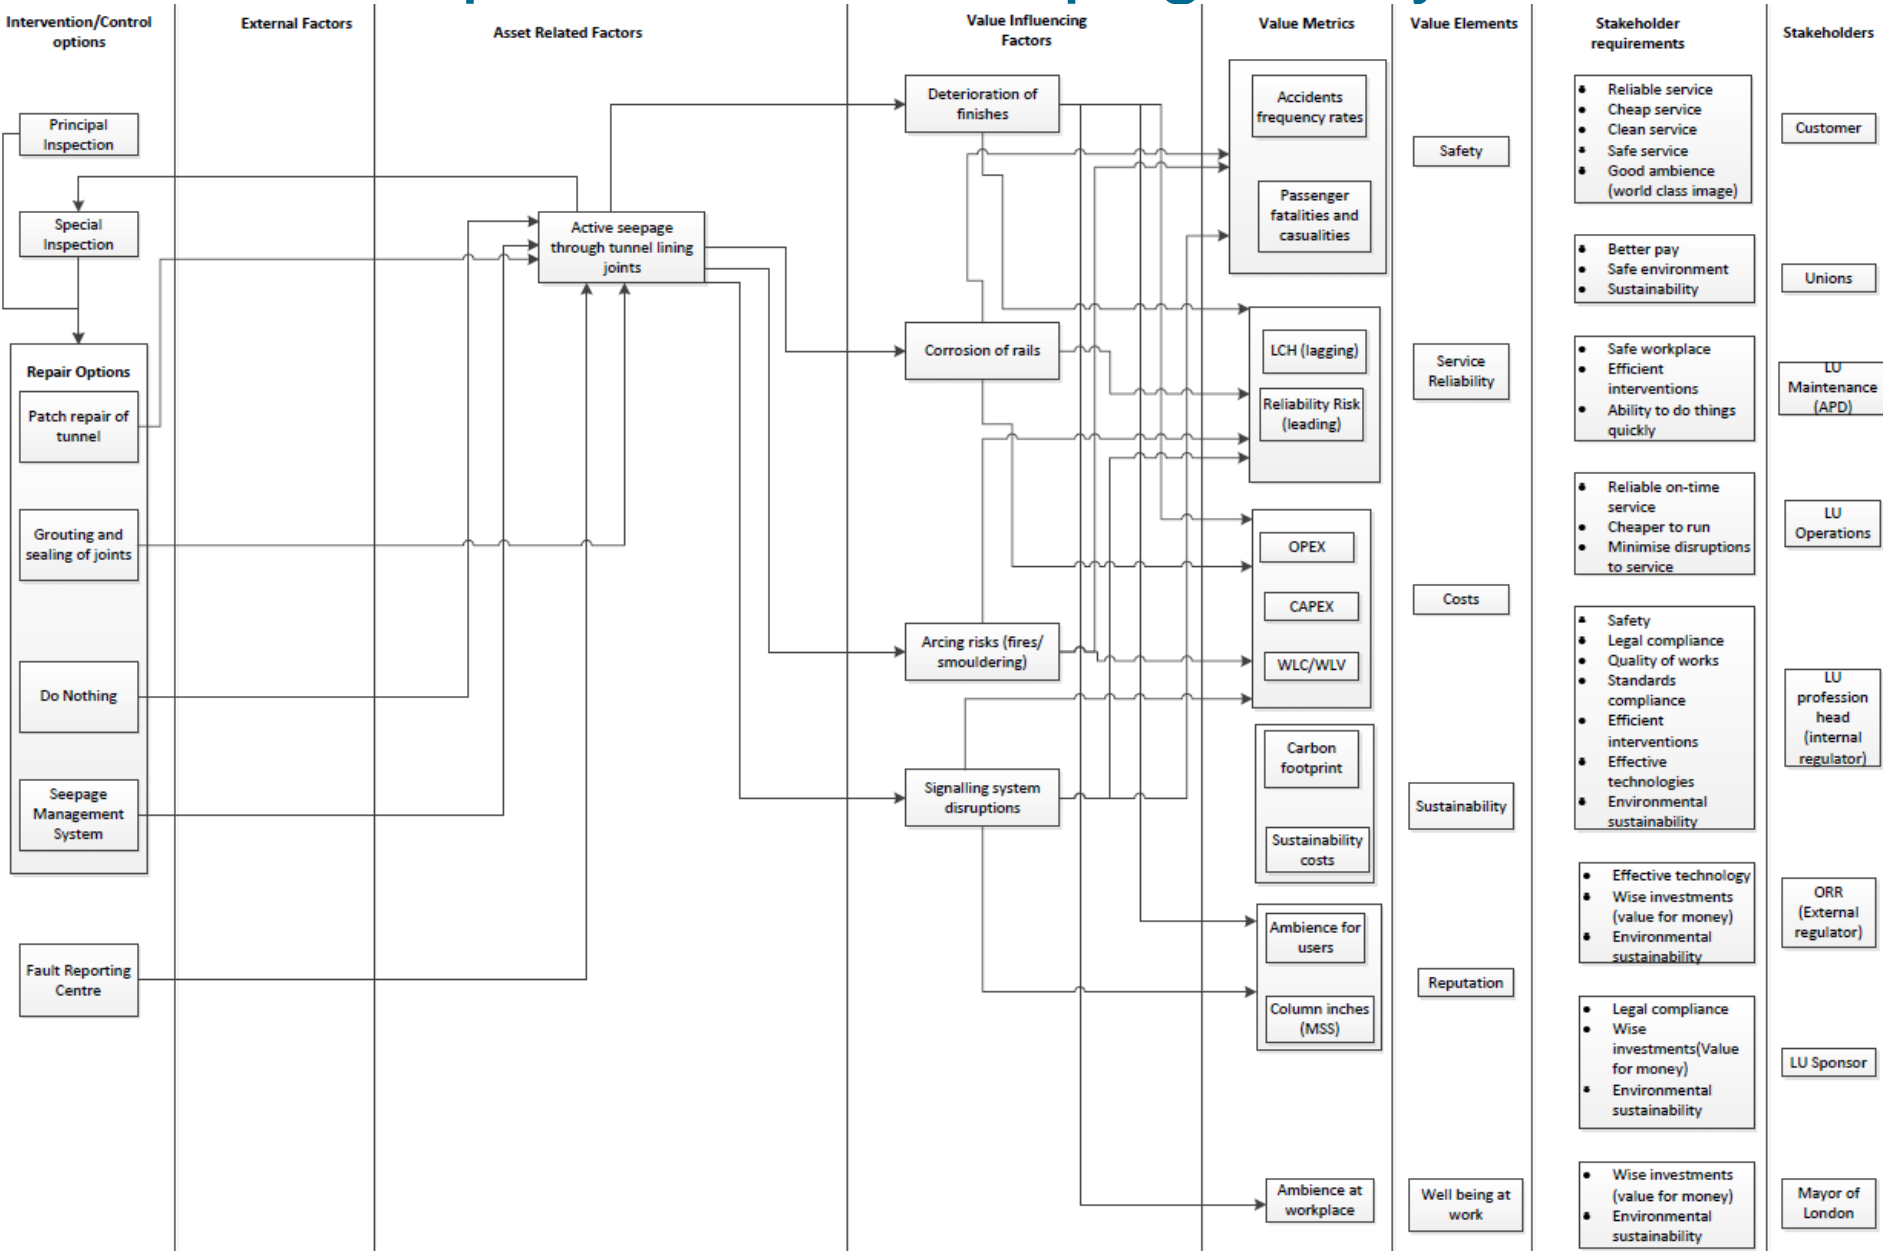 Intervention/Control
options
External Factors
Asset Related Factors
Value Influencing
Factors
Value Metrics
Value Elements
Stakeholder
requirements
Stakeholders
Principal
Inspection
Special
Inspection
Repair Options
Patch repair of
tunnel
Grouting and
sealing of joints
Do Nothing
Seepage
Management
System
Fault Reporting
Centre
Active seepage
through tunnel lining
joints
Deterioration of
finishes
Corrosion of rails
Arcing risks (fires/
smouldering)
Signalling system
disruptions
Accidents
frequency rates
Passenger
fatalities and
casualities
LCH (lagging)
Reliability Risk
(leading)
OPEX
CAPEX
WLC/WLV
Carbon
footprint
Sustainability
costs
Ambience for
users
Column inches
(MSS)
Ambience at
workplace
Safety
Service
Reliability
Costs
Sustainability
Reputation
Well being at
work
• Reliable service
• Cheap service
• Clean service
• Safe service
• Good ambience
(world class image)
• Better pay
• Safe environment
• Sustainability
• Safe workplace
• Efficient
interventions
• Ability to do things
quickly
• Reliable on-time
service
• Cheaper to run
• Minimise disruptions
to service
• Safety
• Legal compliance
• Quality of works
• Standards
compliance
• Efficient
interventions
• Effective
technologies
• Environmental
sustainability
• Effective technology
• Wise investments
(value for money)
• Environmental
sustainability
• Legal compliance
• Wise
investments(Value
for money)
• Environmental
sustainability
• Wise investments
(value for money)
• Environmental
sustainability
Customer
Unions
LU
Maintenance
(APD)
LU
Operations
LU
profession
head
(internal
regulator)
ORR
(External
regulator)
LU Sponsor
Mayor of
London